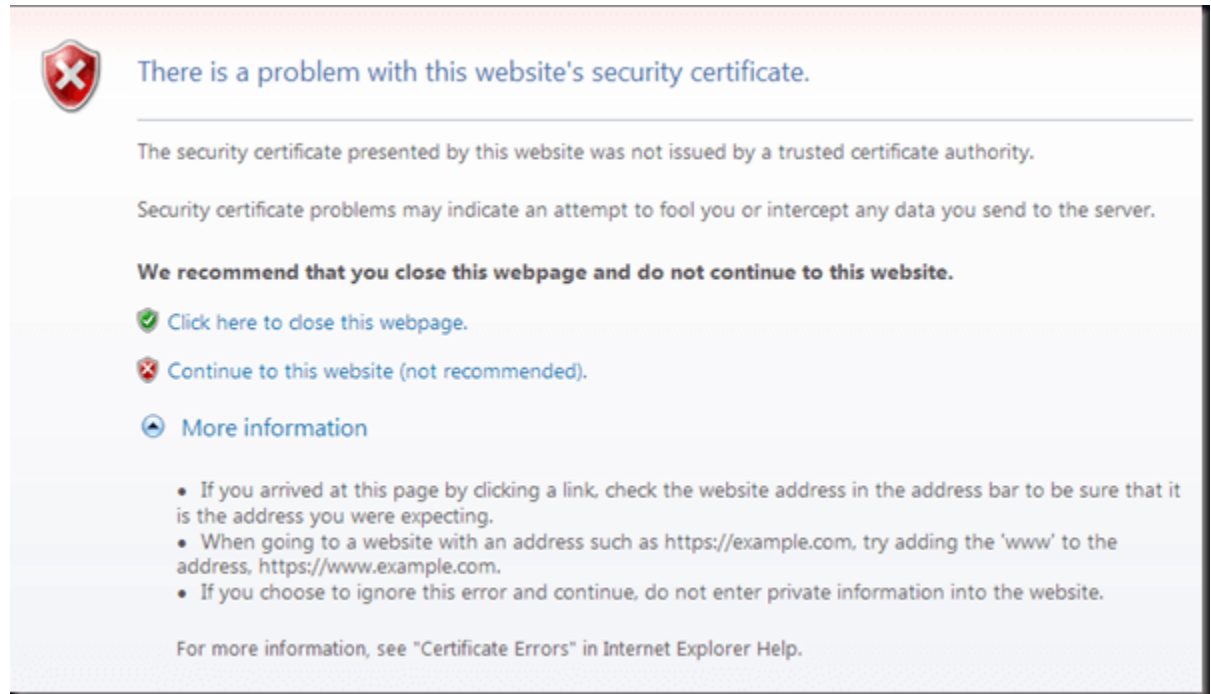 There is a problem with this website's security certificate.
The security certificate presented by this website was not issued by a trusted certificate authority.
Security certificate problems may indicate an attempt to fool you or intercept any data you send to the server.
We recommend that you close this webpage and do not continue to this website.
Click here to close this webpage.
Continue to this website (not recommended).
More information
• If you arrived at this page by clicking a link, check the website address in the address bar to be sure that it
is the address you were expecting.
• When going to a website with an address such as https://example.com, try adding the 'www' to the
address, https://www.example.com.
• If you choose to ignore this error and continue, do not enter private information into the website.
For more information, see "Certificate Errors" in Internet Explorer Help.